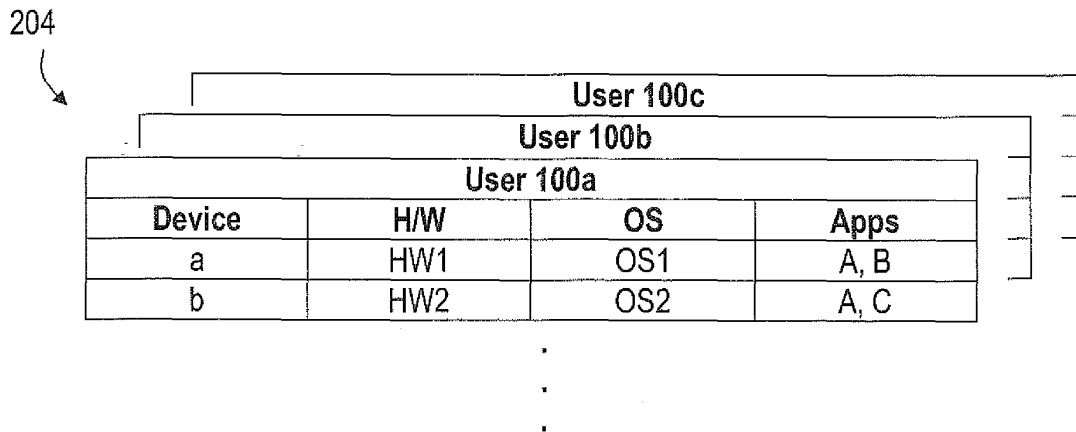 204
User 100c
User 100b
User 100a
Device H/W OS Apps
a HW1 OS1 A, B
b HW2 OS2 A, C